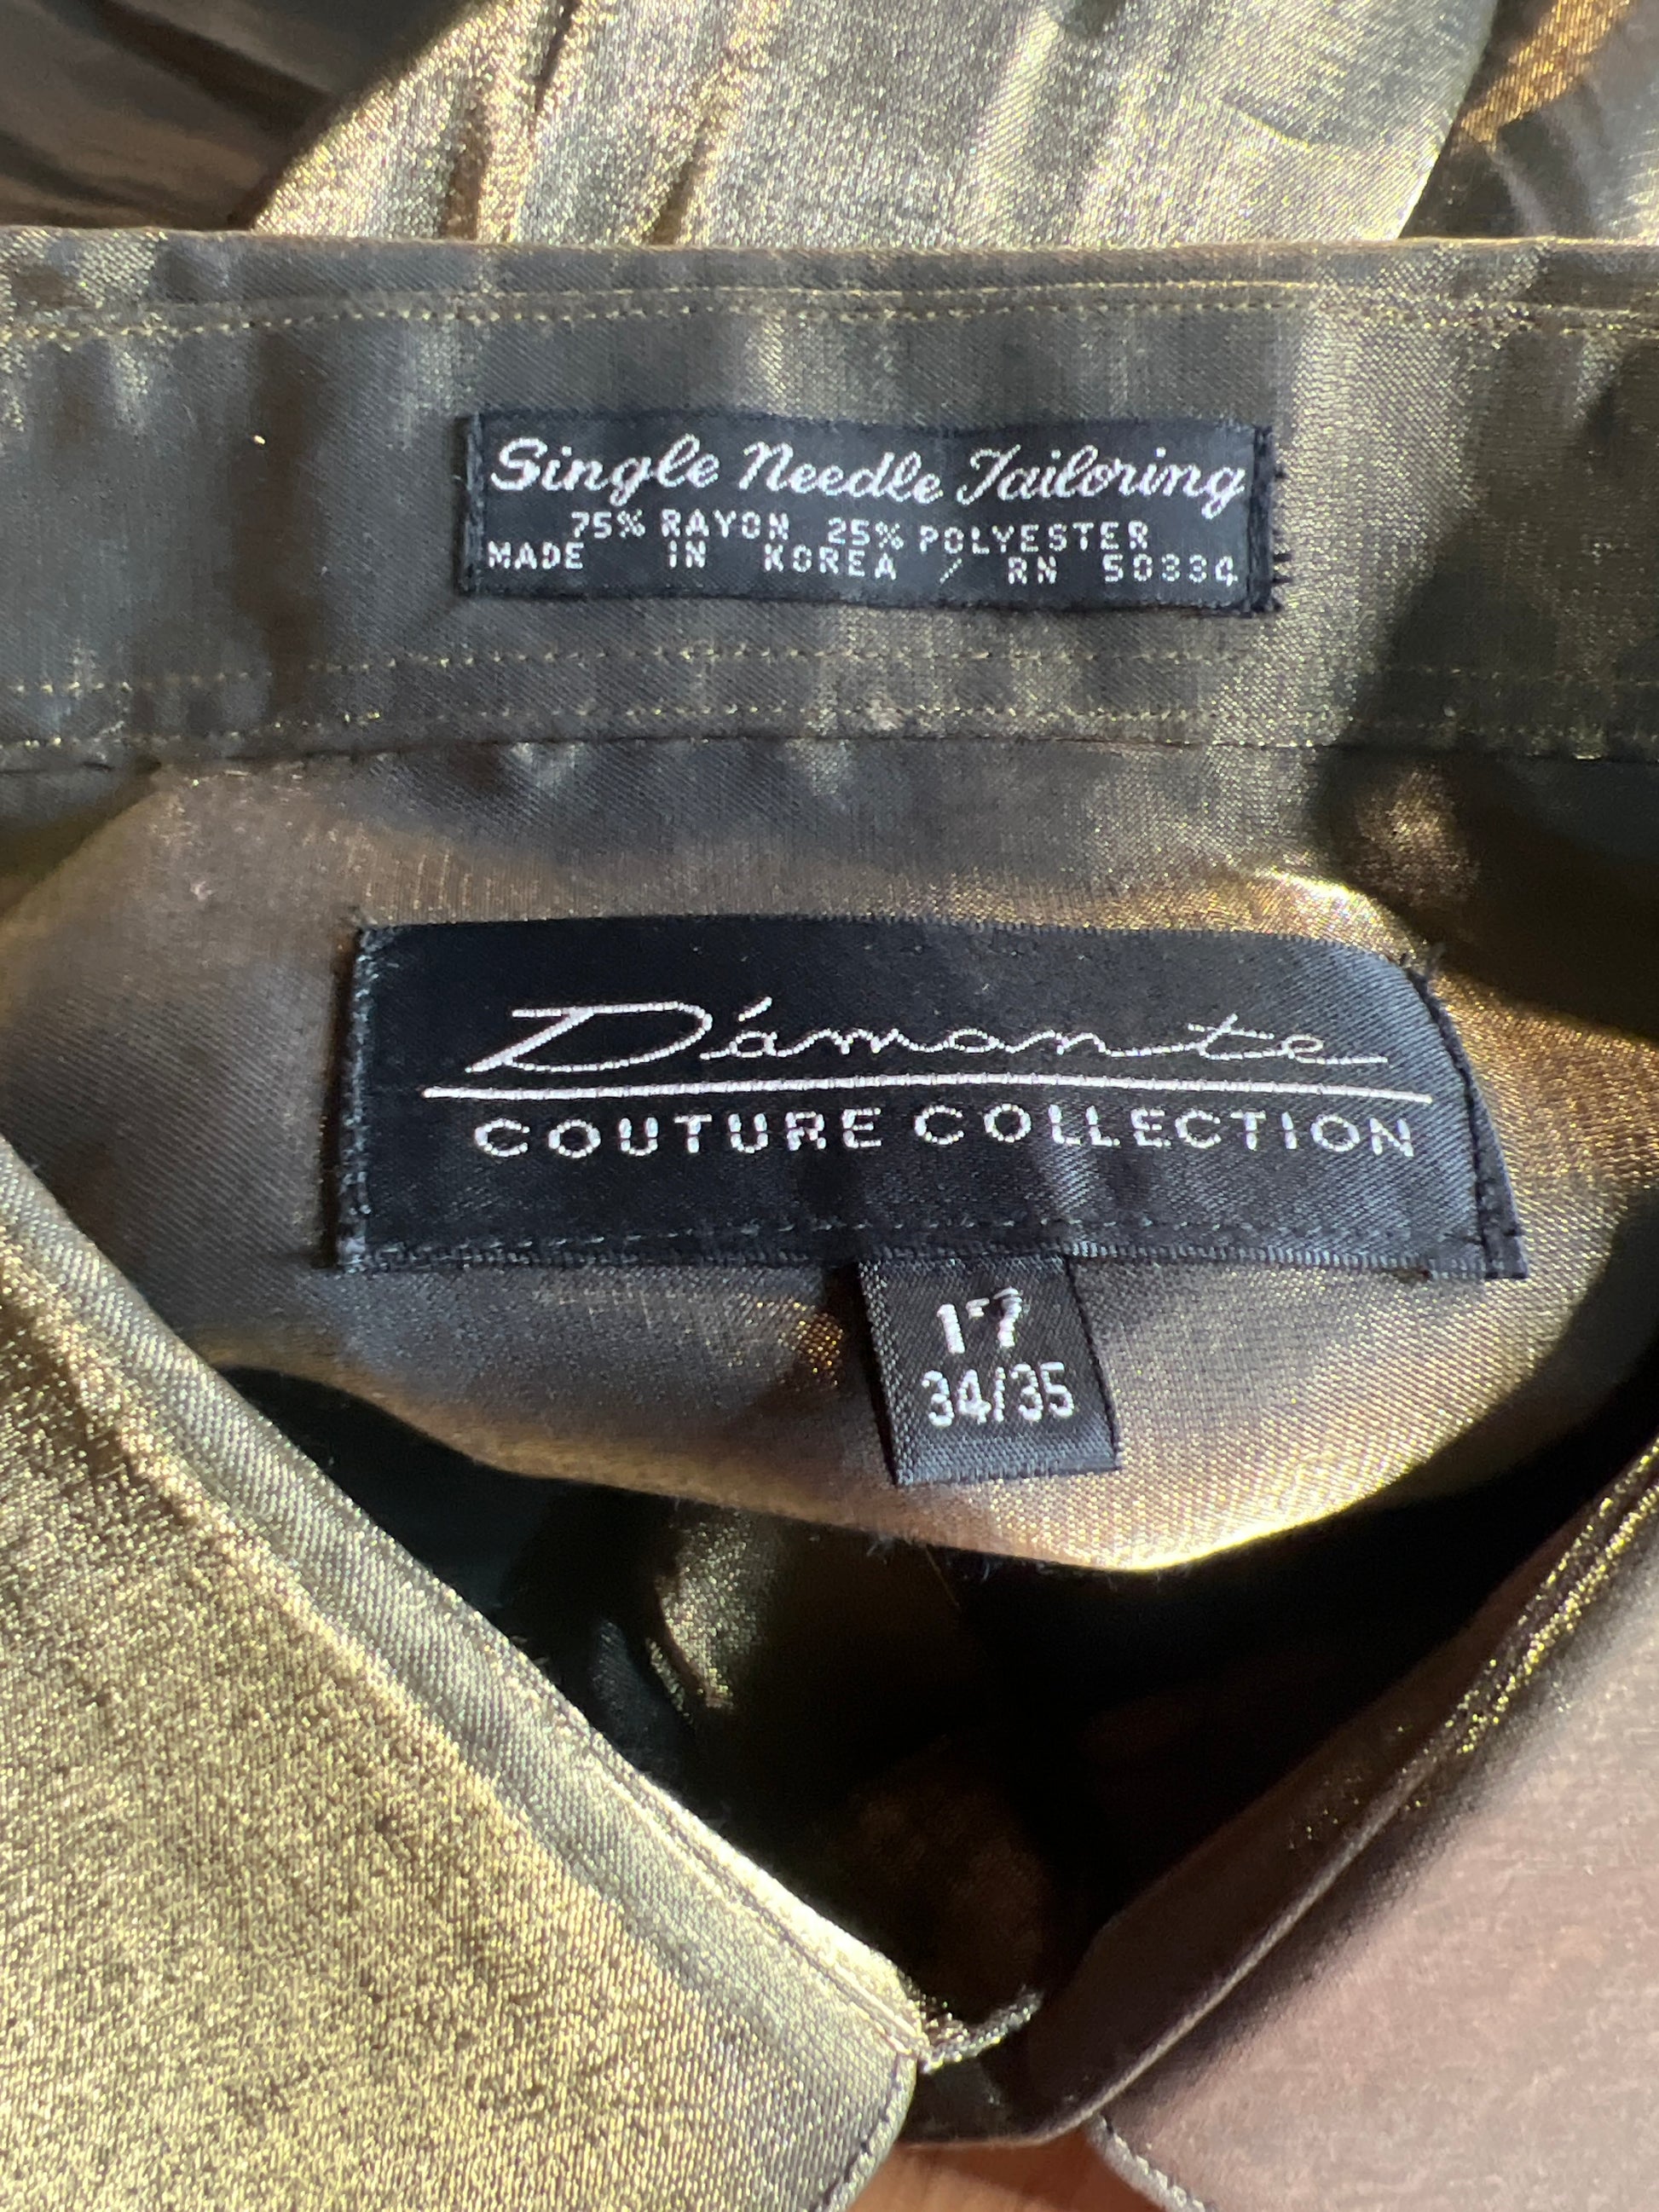 Single Needle Tailoring
75% RAYON 25% POLYESTER
MADE IN KOREA / RN 50334
D'amante
COUTURE COLLECTION
17
34/35